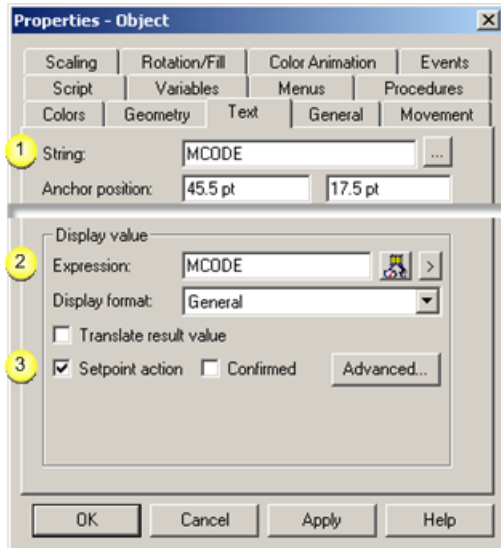 Properties - Object
Scaling Rotation/Fill Color Animation Events
Script Variables Menus Procedures
Colors Geometry Text General Movement
1 String: MCODE ...
Anchor position: 45.5 pt 17.5 pt
Display value
2 Expression: MCODE >
Display format: General
Translate result value
3 Setpoint action Confirmed Advanced...
OK Cancel Apply Help